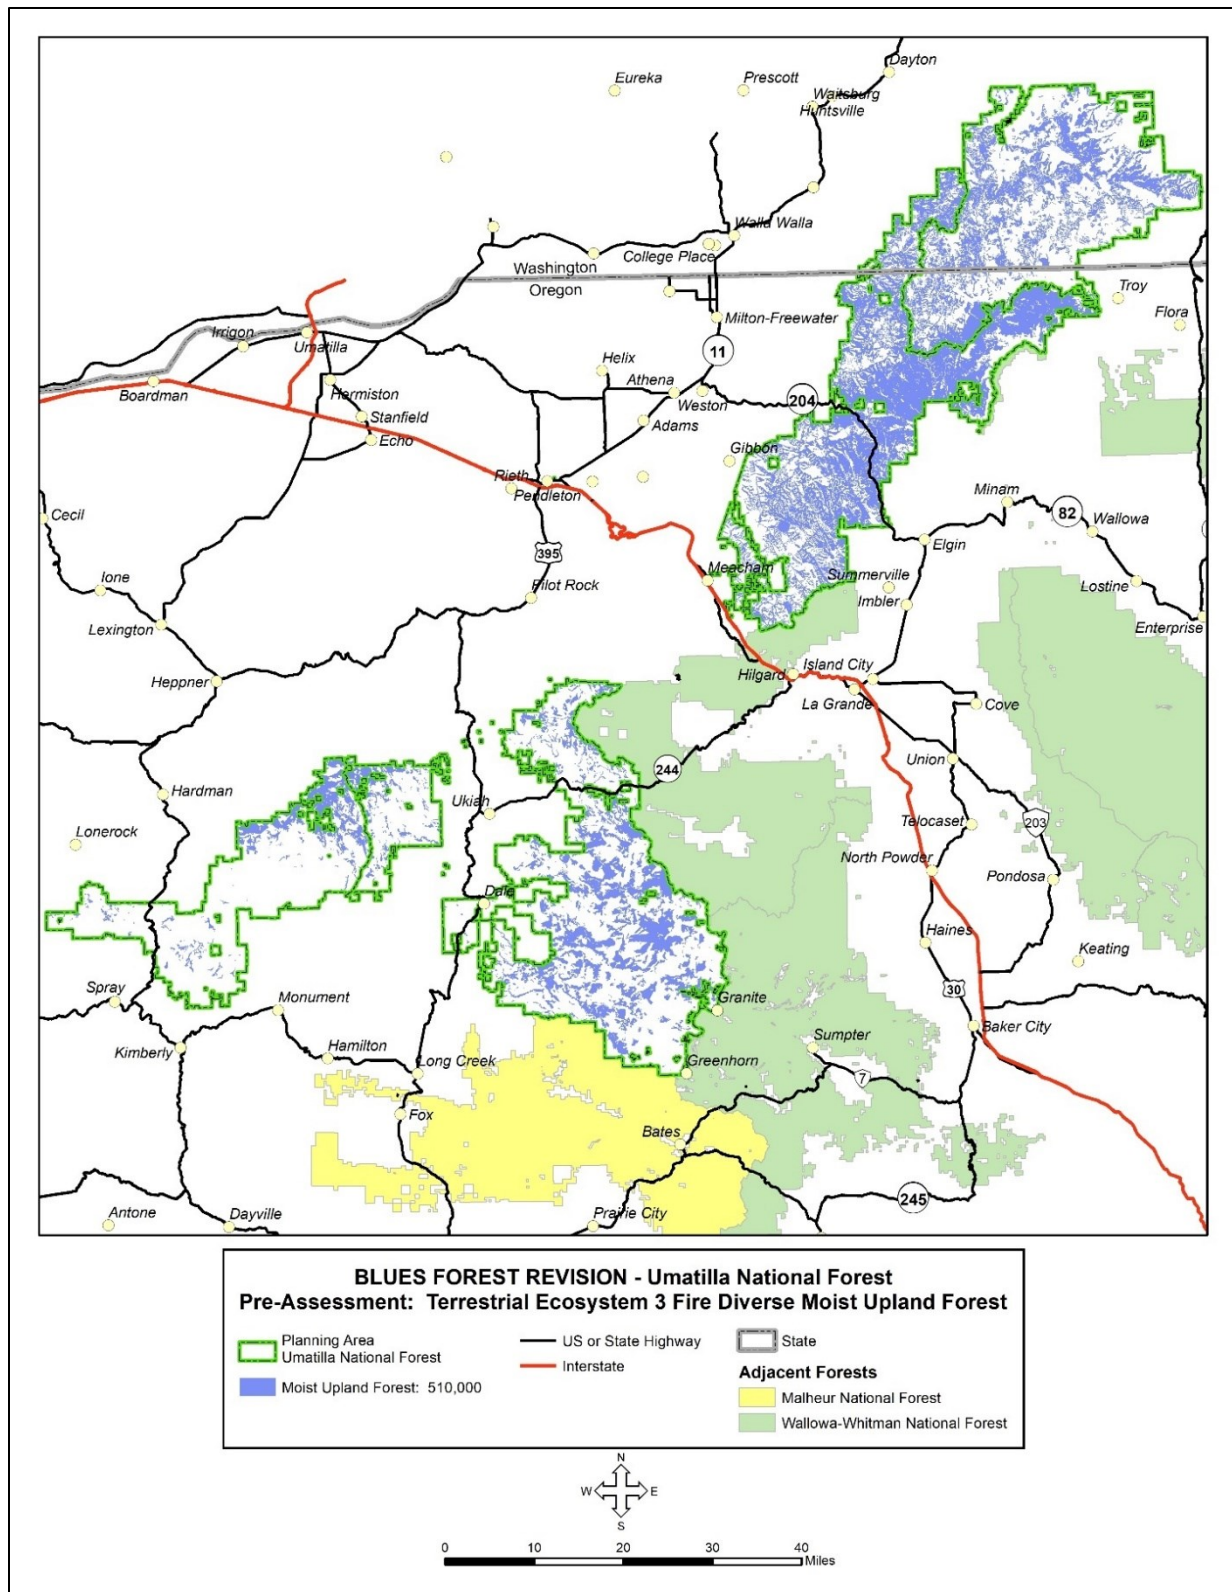 Dayton
Eureka
Prescott
Waitsburg
Huntsville
Walla Walla
College Place
Washington
Oregon
Troy
Flora
Milton-Freewater
Irrigon
Umatilla
11
Helix
Athena
Boardman
Hermiston
Weston
204
Stanfield
Adams
Echo
Gibbon
Rieth
Pendleton
Minam
82
Wallowa
Cecil
Elgin
395
Ione
Meacham
Summerville
Pilot Rock
Imbler
Lostine
Lexington
Enterprise
Heppner
Hilgard
Island City
La Grande
Cove
Union
244
Hardman
Ukiah
Telocaset
203
Lonerock
North Powder
Pondosa
Dale
Haines
Keating
30
Spray
Monument
Granite
Baker City
Kimberly
Hamilton
Sumpter
Long Creek
Greenhorn
7
Fox
Bates
245
Antone
Dayville
Prairie City
BLUES FOREST REVISION - Umatilla National Forest
Pre-Assessment: Terrestrial Ecosystem 3 Fire Diverse Moist Upland Forest
Planning Area
Umatilla National Forest
Moist Upland Forest: 510,000
US or State Highway
Interstate
State
Adjacent Forests
Malheur National Forest
Wallowa-Whitman National Forest
N
W E
S
0 10 20 30 40
Miles